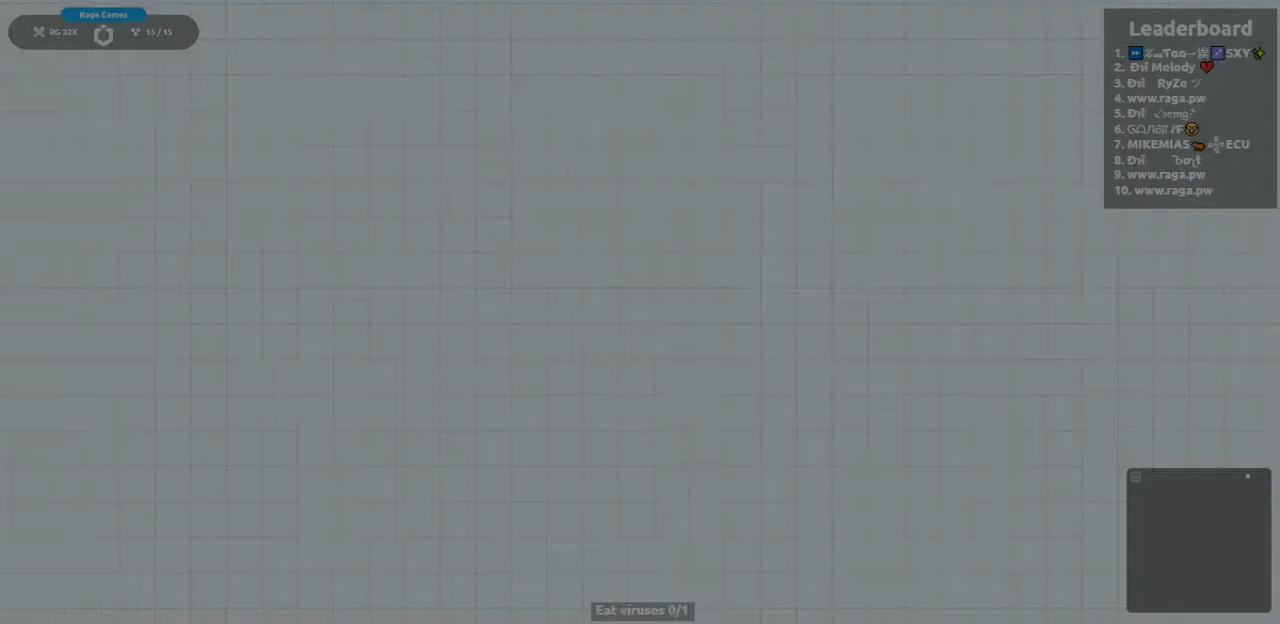 Raga Games
RG 32X
15 / 15
Leaderboard
1. SXY
2. Melody
3. RyZe ツ
4. www.raga.pw
5.
6.
7. MIKEMIAS ECU
8.
9. www.raga.pw
10. www.raga.pw
Eat viruses 0/1